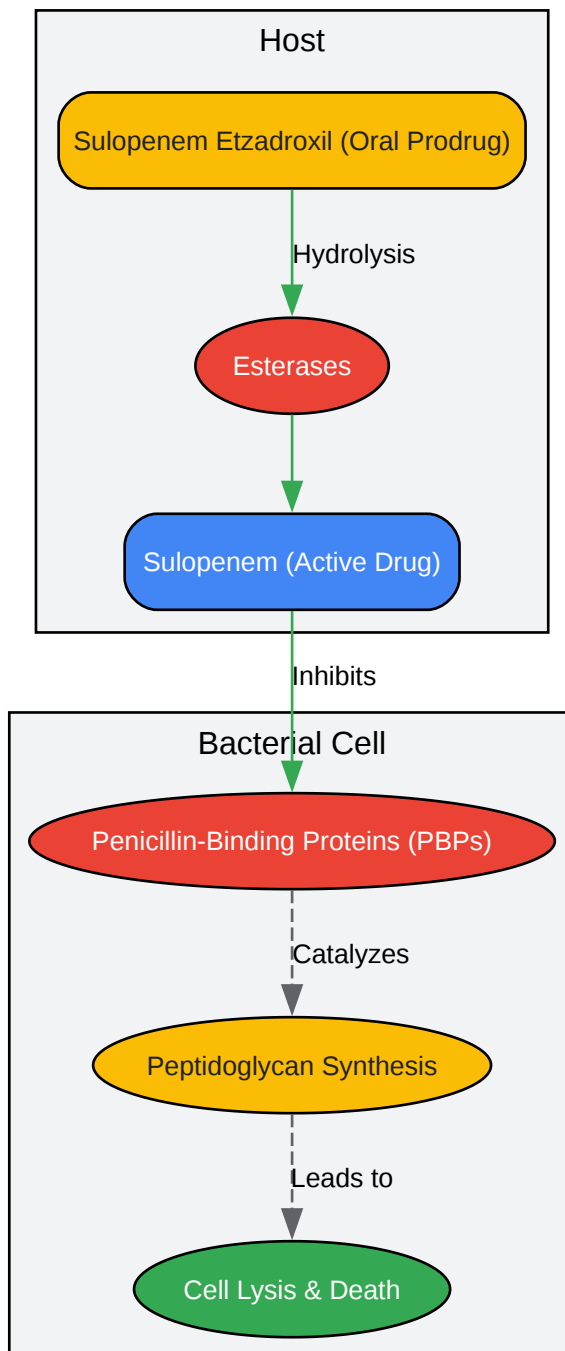 Host
Sulopenem Etzadroxil (Oral Prodrug)
Hydrolysis
Esterases
Sulopenem (Active Drug)
Inhibits
Bacterial Cell
Penicillin-Binding Proteins (PBPs)
Catalyzes
Peptidoglycan Synthesis
Leads to
Cell Lysis & Death